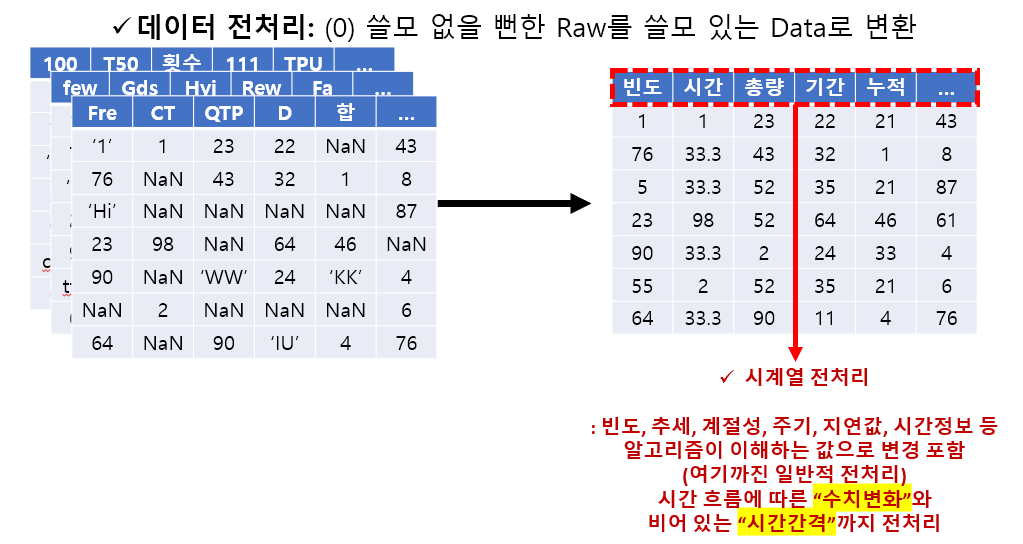 ✓ 데이터 전처리: (0) 쓸모 없을 뻔한 Raw를 쓸모 있는 Data로 변환
100 T50 횟수 111 TPU ...
few Gds Hvi Rew Fa ...
Fre CT QTP D 합 ...
‘1’ 1 23 22 NaN 43
76 NaN 43 32 1 8
‘Hi’ NaN NaN NaN NaN 87
23 98 NaN 64 46 NaN
90 NaN ‘WW’ 24 ‘KK’ 4
NaN 2 NaN NaN NaN 6
64 NaN 90 ‘IU’ 4 76
빈도 시간 총량 기간 누적 ...
1 1 23 22 21 43
76 33.3 43 32 1 8
5 33.3 52 35 21 87
23 98 52 64 46 61
90 33.3 2 24 33 4
55 2 52 35 21 6
64 33.3 90 11 4 76
✓ 시계열 전처리
: 빈도, 추세, 계절성, 주기, 지연값, 시간정보 등
알고리즘이 이해하는 값으로 변경 포함
(여기까진 일반적 전처리)
시간 흐름에 따른 “수치변화”와
비어 있는 “시간간격”까지 전처리